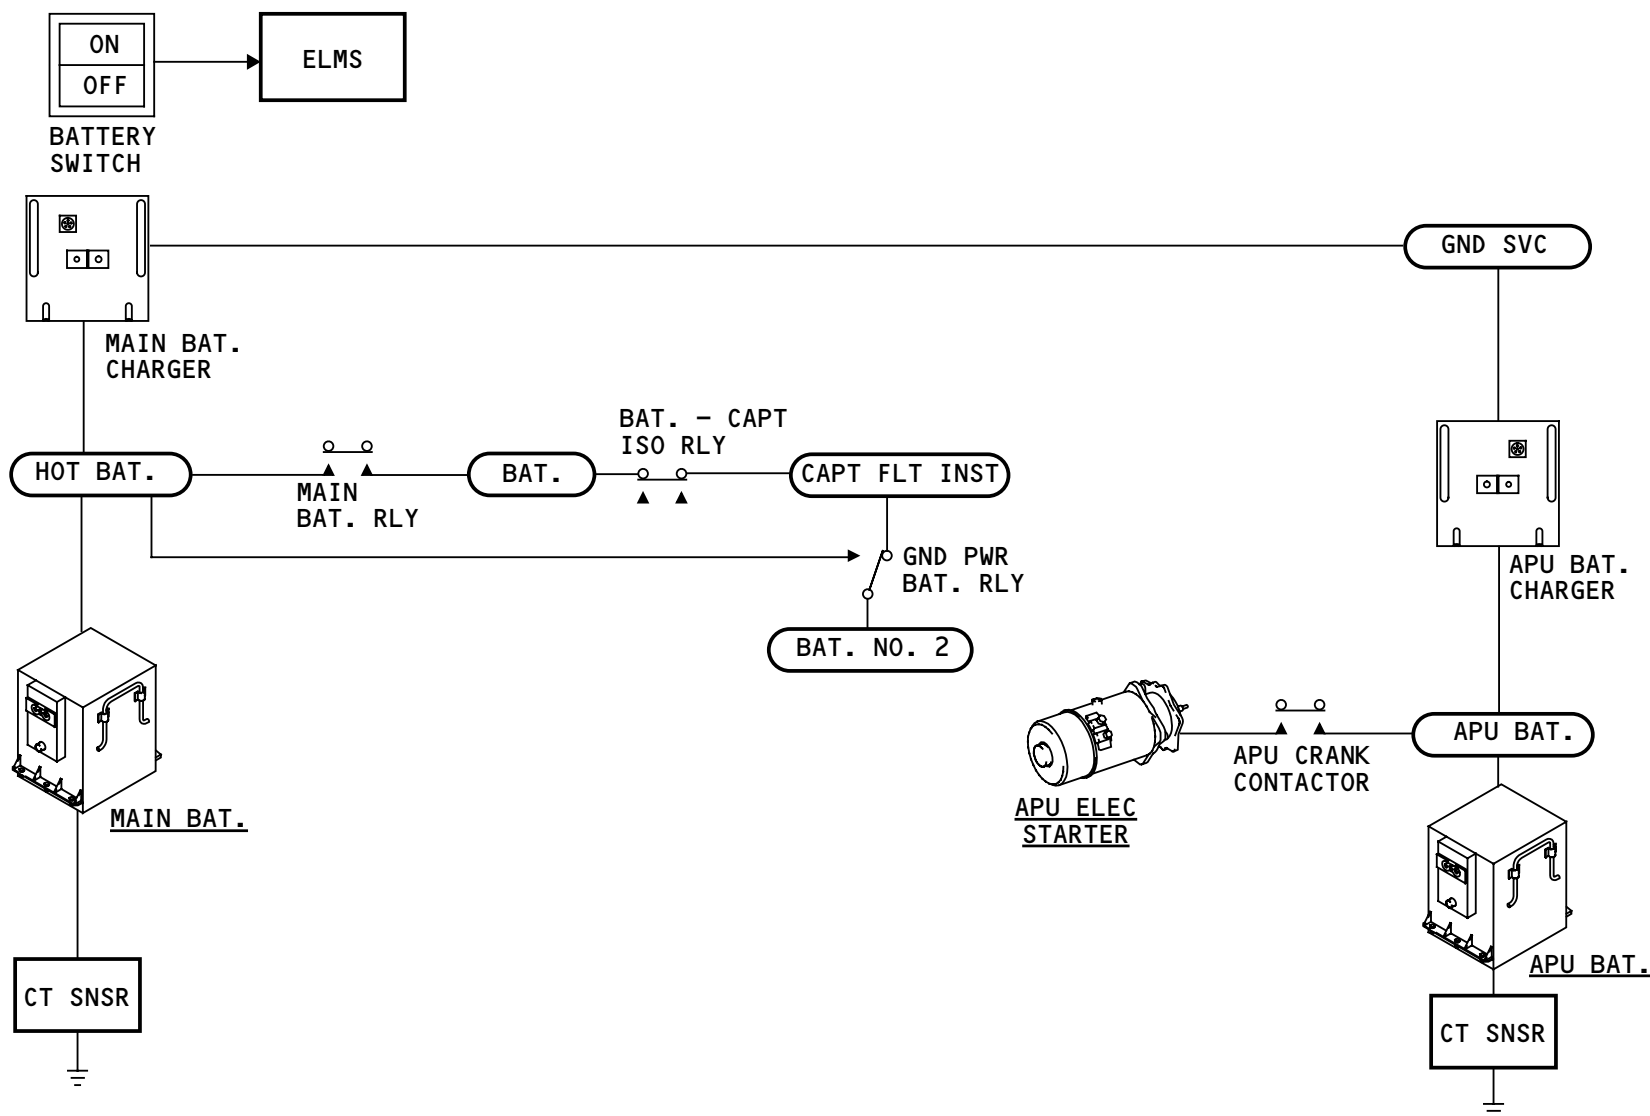 ON
OFF
ELMS
BATTERY
SWITCH
GND SVC
MAIN BAT.
CHARGER
BAT. – CAPT
ISO RLY
HOT BAT.
BAT.
CAPT FLT INST
MAIN
BAT. RLY
GND PWR
BAT. RLY
APU BAT.
CHARGER
BAT. NO. 2
APU BAT.
APU CRANK
CONTACTOR
MAIN BAT.
APU ELEC
STARTER
APU BAT.
CT SNSR
CT SNSR